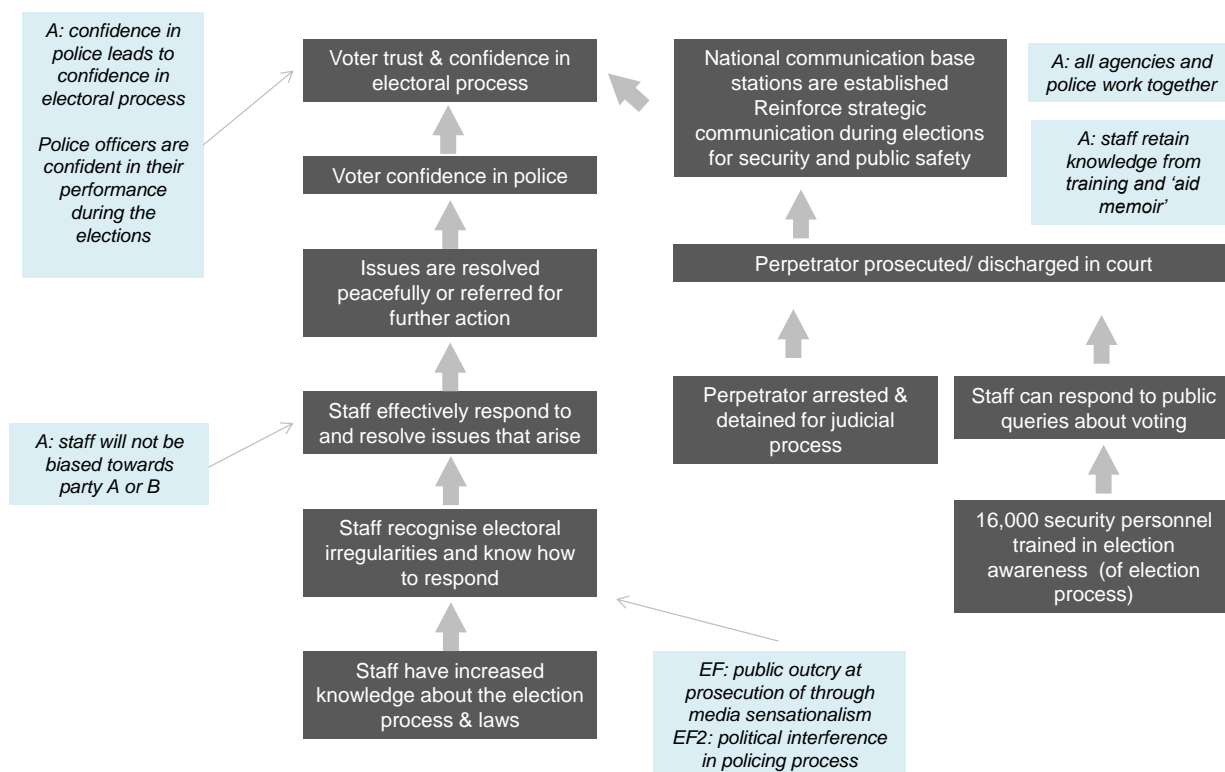 A: confidence in
police leads to
confidence in
electoral process
Police officers are
confident in their
performance
during the
elections
Voter trust & confidence in
electoral process
National communication base
stations are established
Reinforce strategic
communication during elections
for security and public safety
A: all agencies and
police work together
A: staff retain
knowledge from
training and ‘aid
memoir’
Voter confidence in police
Issues are resolved
peacefully or referred for
further action
Perpetrator prosecuted/ discharged in court
Staff effectively respond to
and resolve issues that arise
Perpetrator arrested &
detained for judicial
process
Staff can respond to public
queries about voting
A: staff will not be
biased towards
party A or B
Staff recognise electoral
irregularities and know how
to respond
16,000 security personnel
trained in election
awareness (of election
process)
Staff have increased
knowledge about the election
process & laws
EF: public outcry at
prosecution of through
media sensationalism
EF2: political interference
in policing process